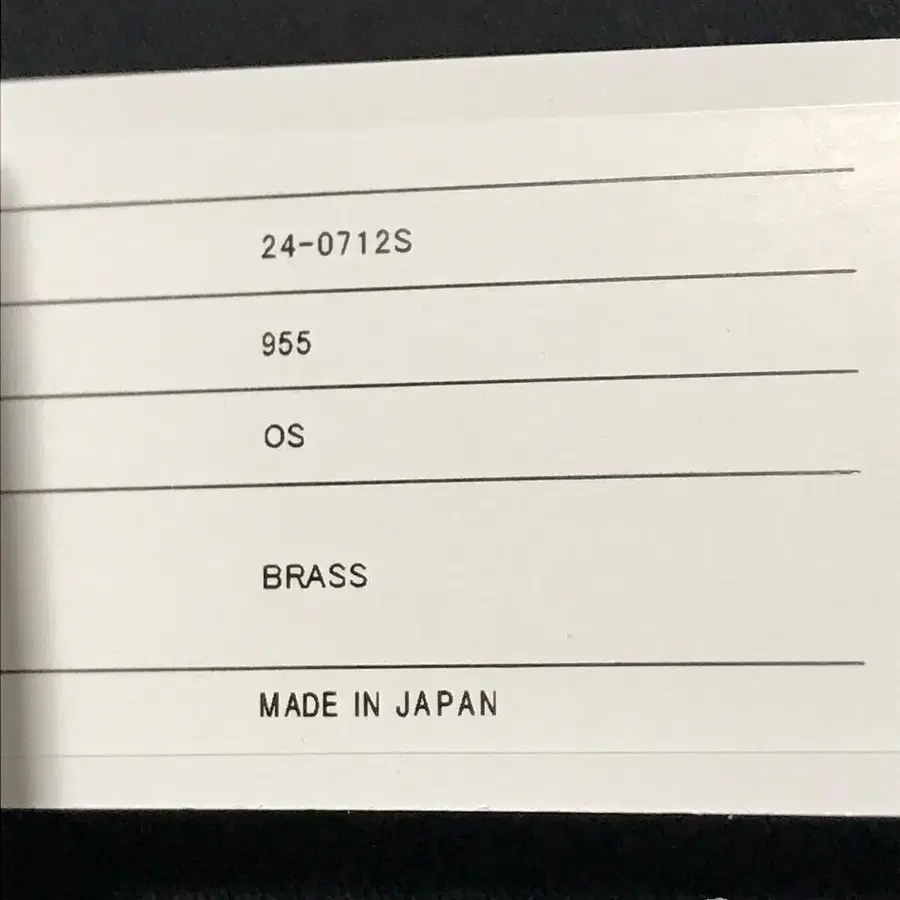 24-0712S
955
OS
BRASS
MADE IN JAPAN